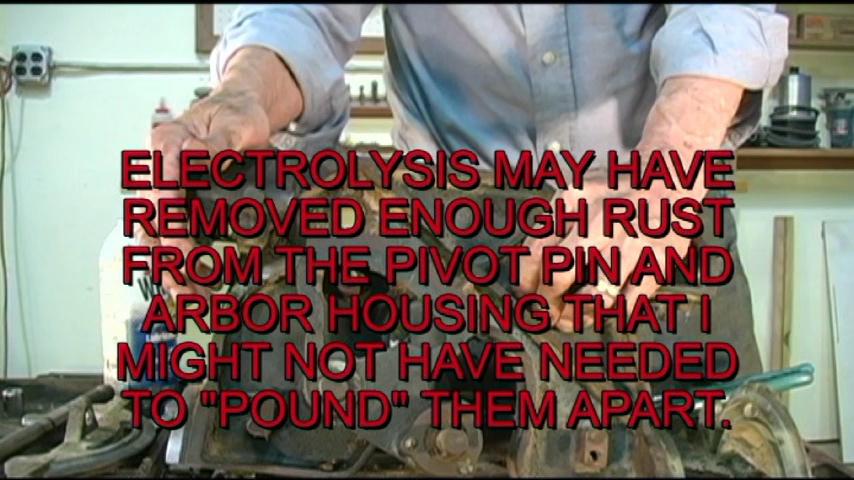 ELECTROLYSIS MAY HAVE
REMOVED ENOUGH RUST
FROM THE PIVOT PIN AND
ARBOR HOUSING THAT I
MIGHT NOT HAVE NEEDED
TO "POUND" THEM APART.